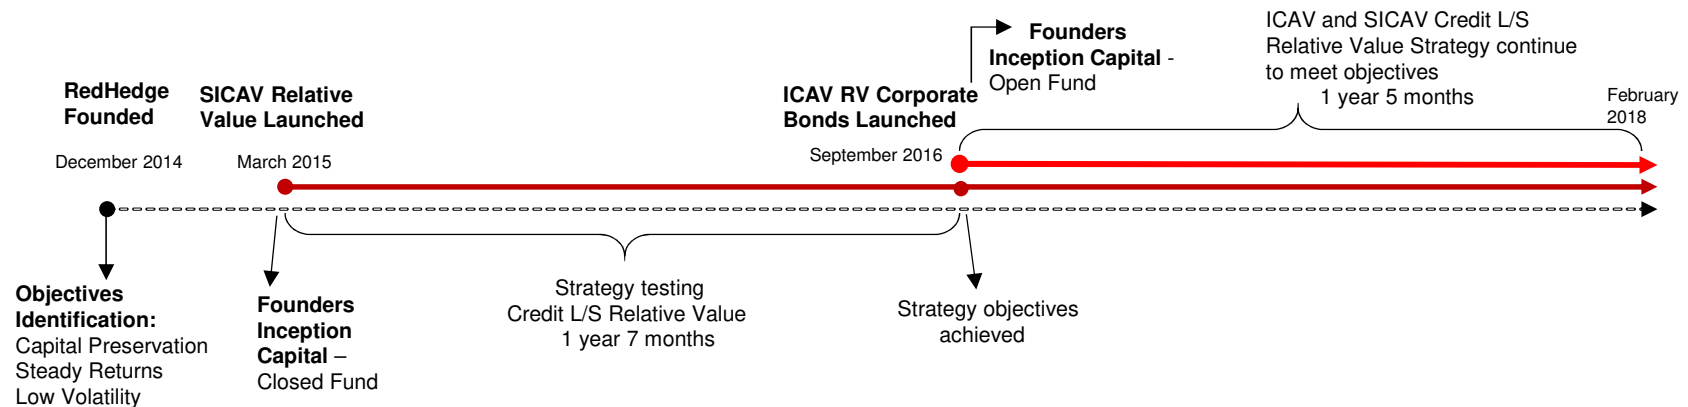 RedHedge
Founded
December 2014
SICAV Relative
Value Launched
March 2015
ICAV RV Corporate
Bonds Launched
September 2016
Founders
Inception Capital -
Open Fund
ICAV and SICAV Credit L/S
Relative Value Strategy continue
to meet objectives
1 year 5 months
February
2018
Objectives
Identification:
Capital Preservation
Steady Returns
Low Volatility
Founders
Inception
Capital –
Closed Fund
Strategy testing
Credit L/S Relative Value
1 year 7 months
Strategy objectives
achieved